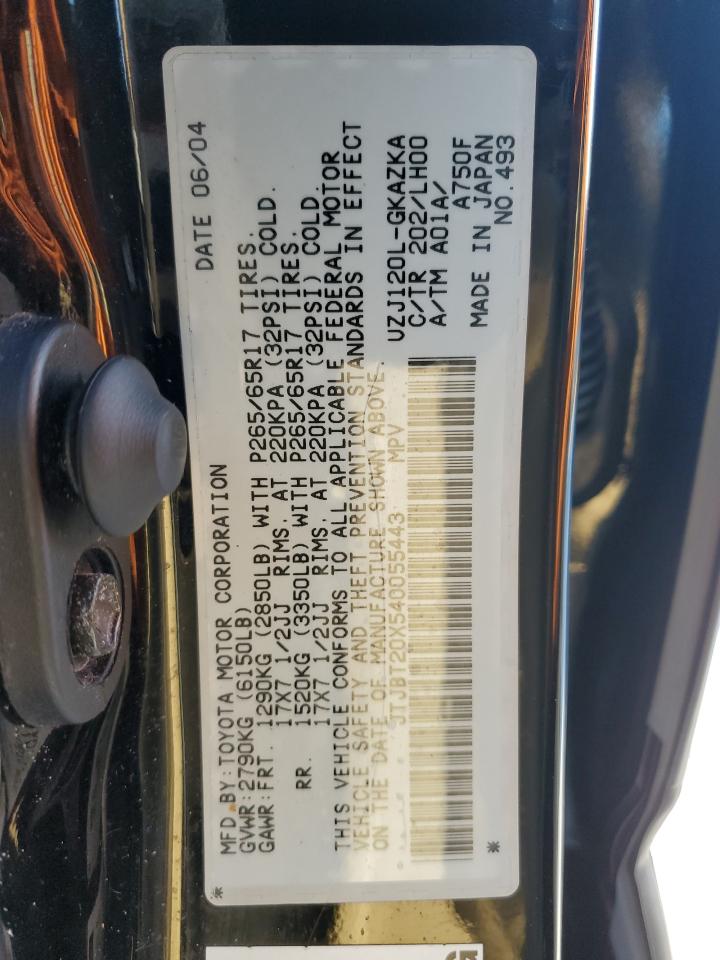 DATE 06/04
MFD.BY:TOYOTA MOTOR CORPORATION
GVWR:2790KG (6150LB)
GAWR:FRT. 1290KG (2850LB) WITH P265/65R17 TIRES.
17X7 1/2JJ RIMS, AT 220KPA (32PSI) COLD.
RR. 1520KG (3350LB) WITH P265/65R17 TIRES.
17X7 1/2JJ RIMS, AT 220KPA (32PSI) COLD.
THIS VEHICLE CONFORMS TO ALL APPLICABLE FEDERAL MOTOR
VEHICLE SAFETY AND THEFT PREVENTION STANDARDS IN EFFECT
ON THE DATE OF MANUFACTURE SHOWN ABOVE.
JTJBT20X540055443 MPV
UZJ120L-GKAZKA
C/TR 202/LH00
A/TM A01A/
A750F
MADE IN JAPAN
NO.493